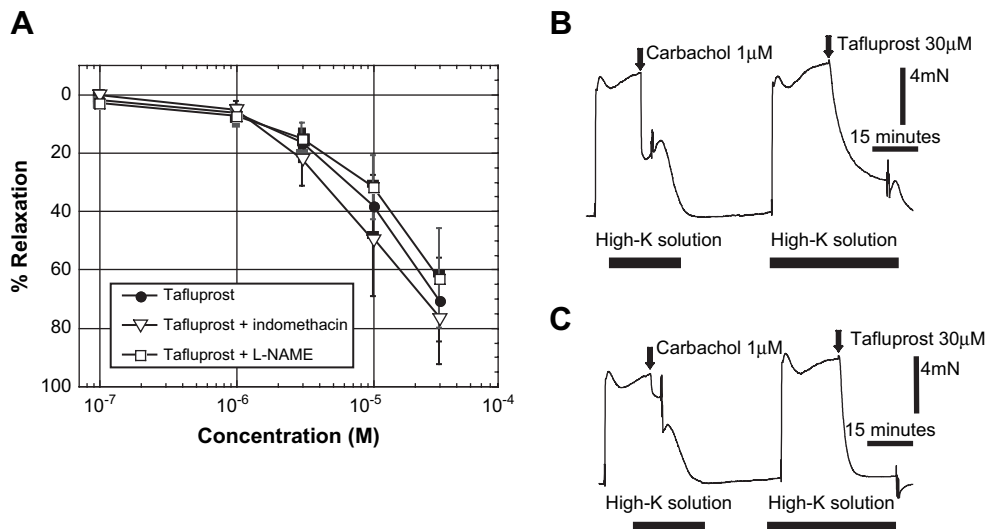 A
% Relaxation
0
20
40
60
80
100
Tafluprost
Tafluprost + indomethacin
Tafluprost + L-NAME
10-7
10-6
10-5
10-4
Concentration (M)
B
Carbachol 1μM
Tafluprost 30μM
4mN
15 minutes
High-K solution
High-K solution
C
Carbachol 1μM
Tafluprost 30μM
4mN
15 minutes
High-K solution
High-K solution